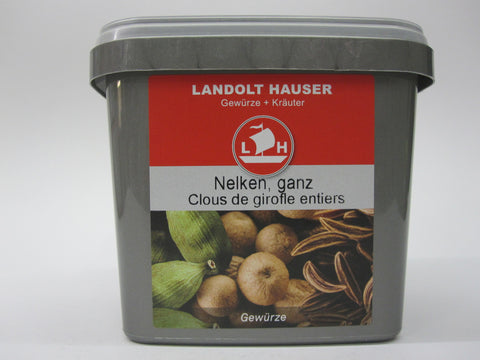 LANDOLT HAUSER
Gewürze + Kräuter
L H
Nelken, ganz
Clous de girofle entiers
Gewürze